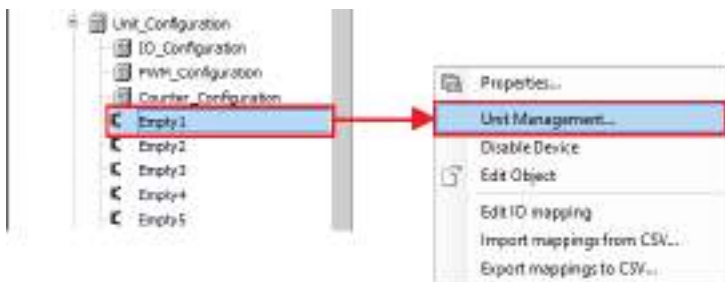 Unit_Configuration
IO_Configuration
PWM_Configuration
Counter_Configuration
Empty1
Empty2
Empty3
Empty4
Empty5
Properties...
Unit Management...
Disable Device
Edit Object
Edit IO mapping
Import mappings from CSV...
Export mappings to CSV...